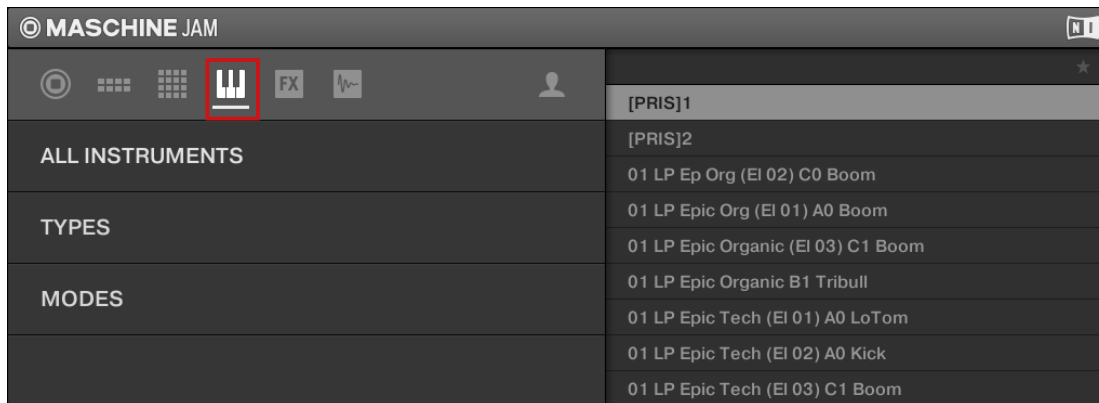 MASCHINE JAM
NI
FX
ALL INSTRUMENTS
TYPES
MODES
[PRIS]1
[PRIS]2
01 LP Ep Org (El 02) C0 Boom
01 LP Epic Org (El 01) A0 Boom
01 LP Epic Organic (El 03) C1 Boom
01 LP Epic Organic B1 Tribull
01 LP Epic Tech (El 01) A0 LoTom
01 LP Epic Tech (El 02) A0 Kick
01 LP Epic Tech (El 03) C1 Boom